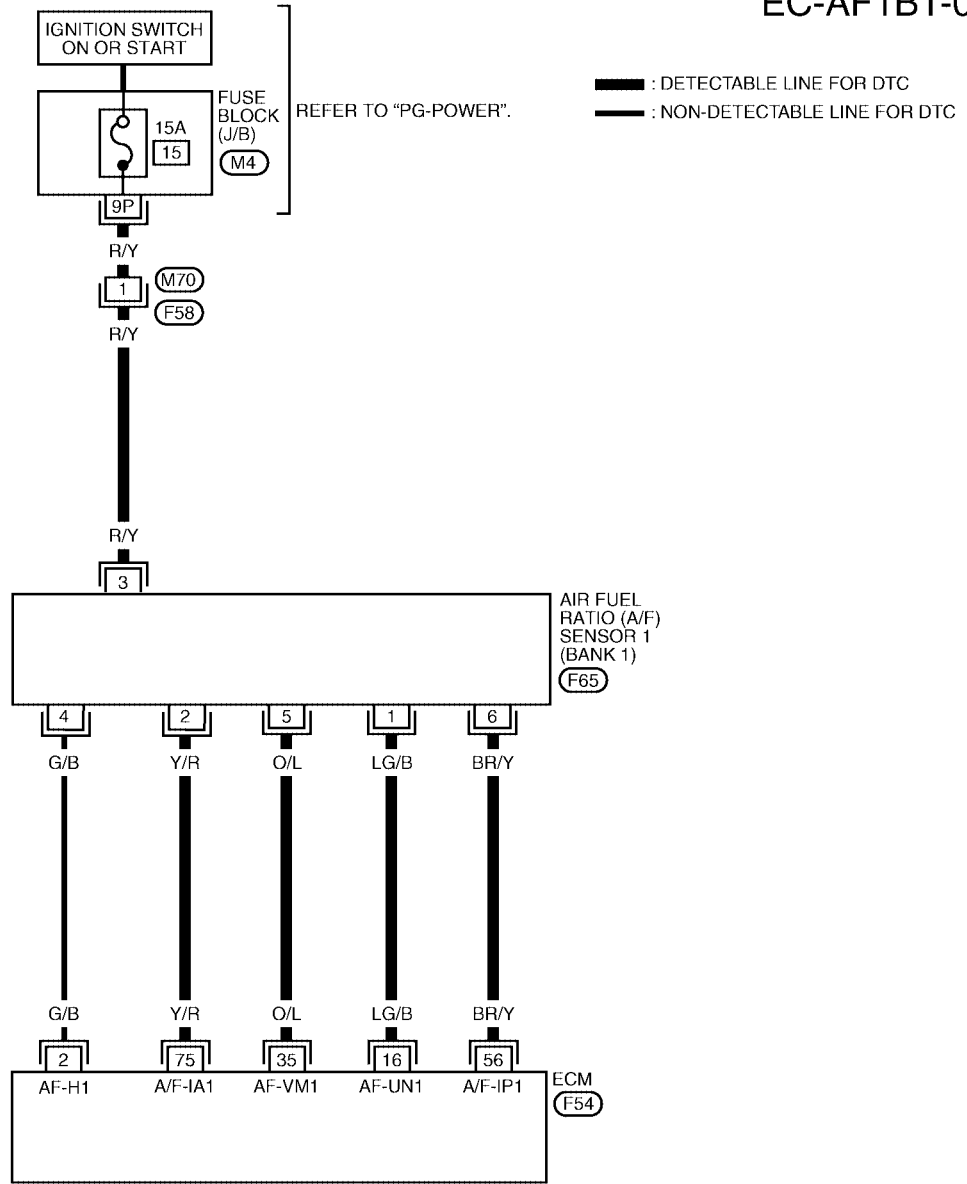 EC-AF1B1-0
IGNITION SWITCH
ON OR START
FUSE
BLOCK
(J/B)
M4
15A
15
REFER TO "PG-POWER".
: DETECTABLE LINE FOR DTC
: NON-DETECTABLE LINE FOR DTC
9P
R/Y
1
M70
F58
R/Y
R/Y
3
AIR FUEL
RATIO (A/F)
SENSOR 1
(BANK 1)
F65
4 2 5 1 6
G/B Y/R O/L LG/B BR/Y
G/B Y/R O/L LG/B BR/Y
2 75 35 16 56
AF-H1 A/F-IA1 AF-VM1 AF-UN1 A/F-IP1
ECM
F54